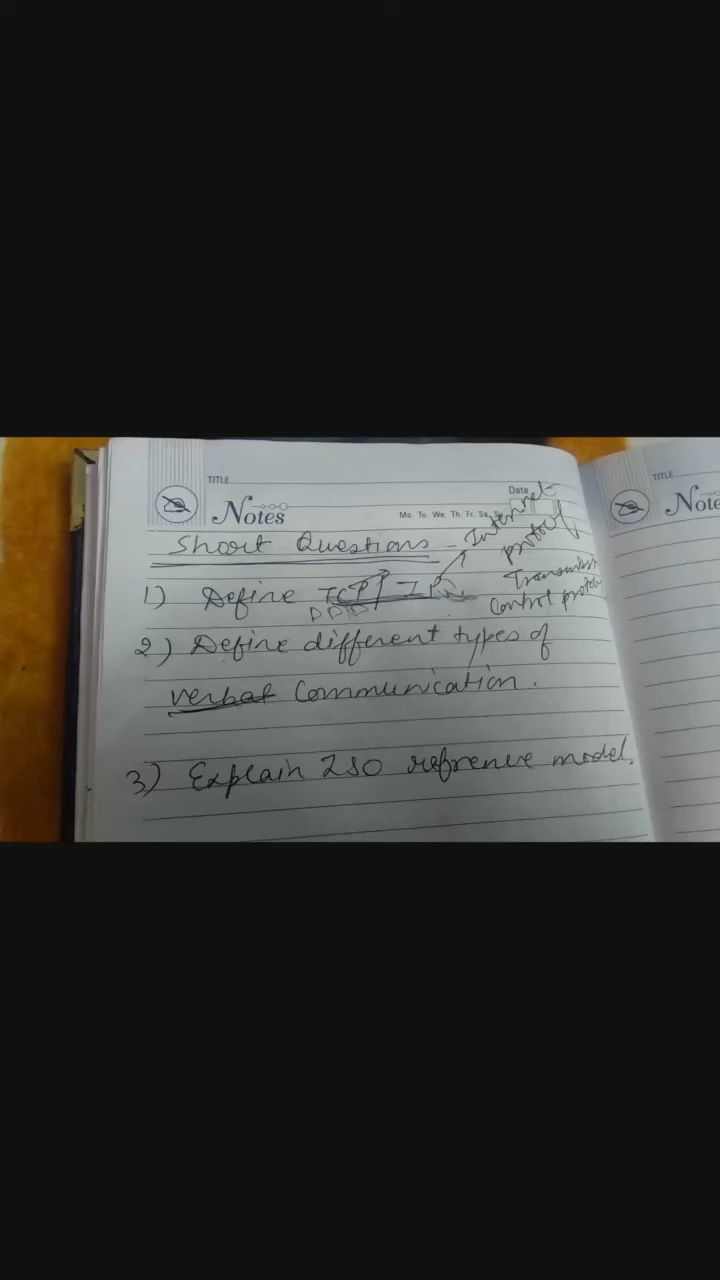 TITLE
Date
Notes
Mo. Tu. We. Th. Fr. Sa. Su.
Short Questions - Internet
protocol
1) Define TCP/IP
Transmission
Control protocol
2) Define different types of
verbal Communication.
3) Explain ISO refrence model.
TITLE
Note